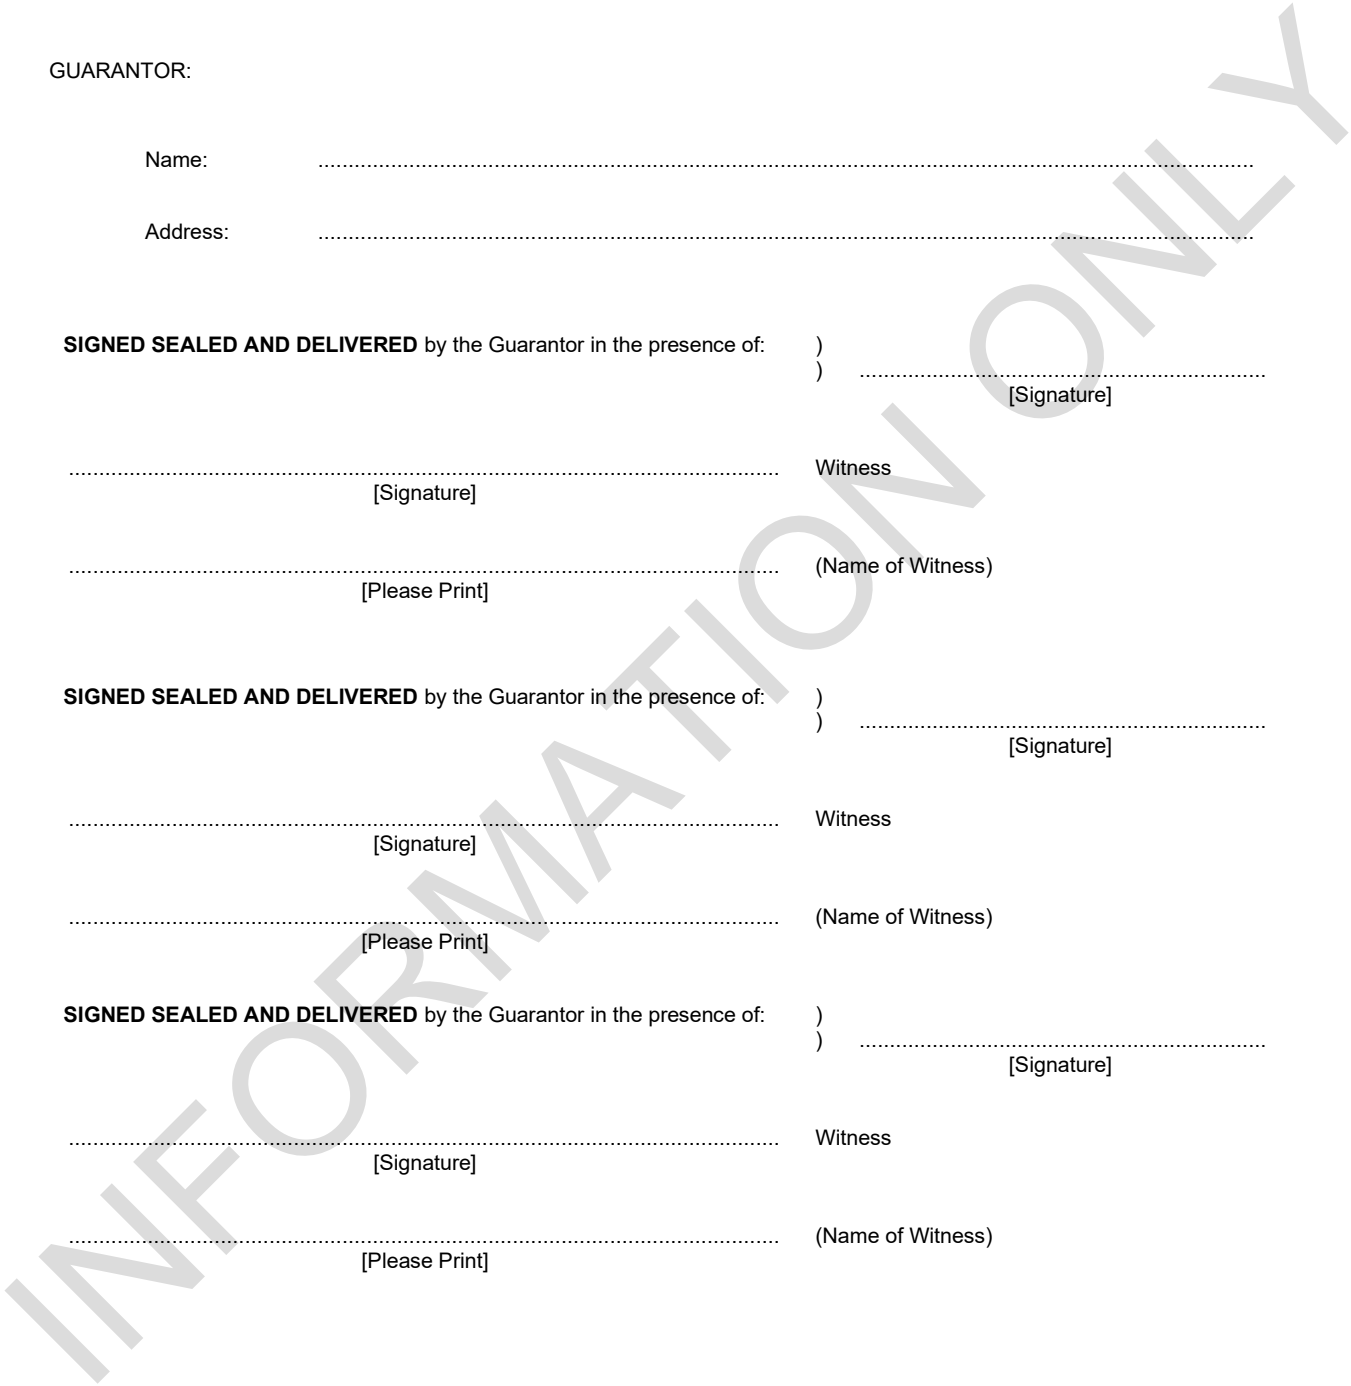 GUARANTOR:
Name: ....................................................................................................................................................
Address: ....................................................................................................................................................
SIGNED SEALED AND DELIVERED by the Guarantor in the presence of: )
) ....................................................................
[Signature]
...................................................................................................................... Witness
[Signature]
...................................................................................................................... (Name of Witness)
[Please Print]
SIGNED SEALED AND DELIVERED by the Guarantor in the presence of: )
) ....................................................................
[Signature]
...................................................................................................................... Witness
[Signature]
...................................................................................................................... (Name of Witness)
[Please Print]
SIGNED SEALED AND DELIVERED by the Guarantor in the presence of: )
) ....................................................................
[Signature]
...................................................................................................................... Witness
[Signature]
...................................................................................................................... (Name of Witness)
[Please Print]
INFORMATION ONLY